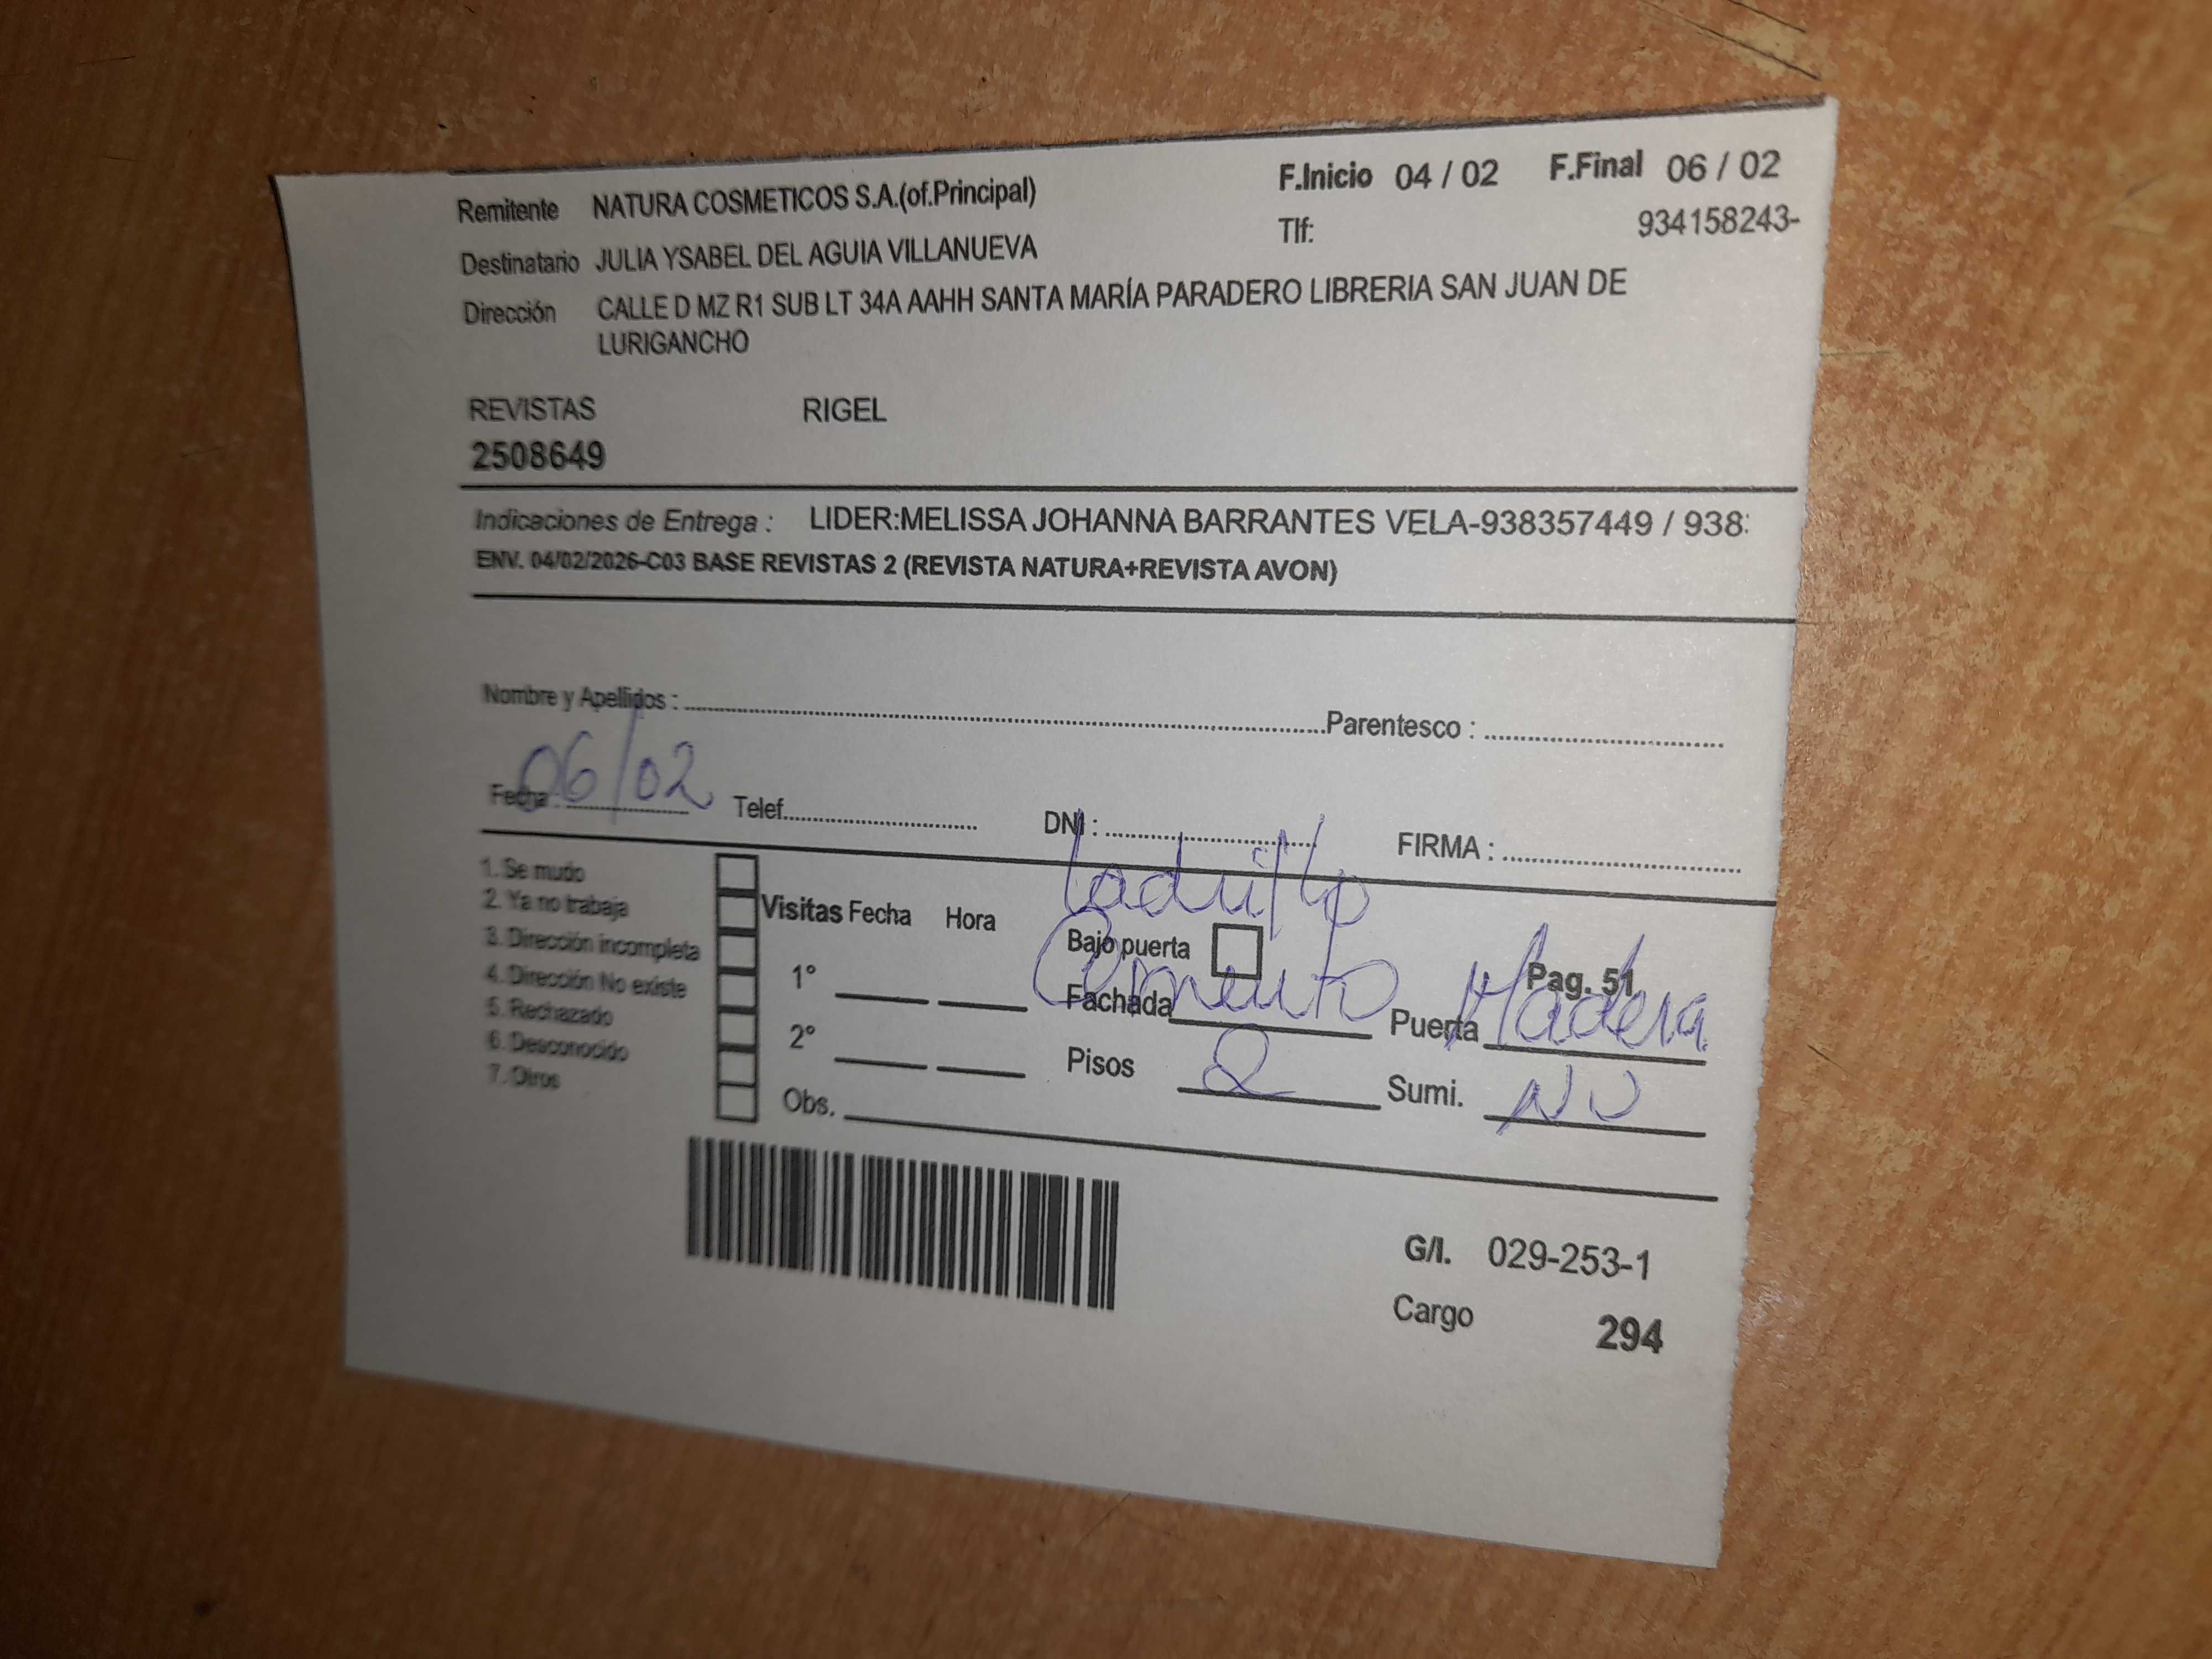 Remitente NATURA COSMETICOS S.A.(of.Principal) F.Inicio 04 / 02 F.Final 06 / 02
Tlf: 934158243-
Destinatario JULIA YSABEL DEL AGUIA VILLANUEVA
Dirección CALLE D MZ R1 SUB LT 34A AAHH SANTA MARÍA PARADERO LIBRERIA SAN JUAN DE
LURIGANCHO
REVISTAS RIGEL
2508649
Indicaciones de Entrega : LIDER:MELISSA JOHANNA BARRANTES VELA-938357449 / 938
ENV. 04/02/2026-C03 BASE REVISTAS 2 (REVISTA NATURA+REVISTA AVON)
Nombre y Apellidos : Parentesco :
Fecha : 06/02 Telef. DNI : FIRMA :
ladrillo
1. Se mudo
2. Ya no trabaja
3. Dirección incompleta
4. Dirección No existe
5. Rechazado
6. Desconocido
7. Otros
Visitas Fecha Hora
1°
2°
Obs.
Bajo puerta Pag. 51
Fachada Cemento Puerta Madera
Pisos 2 Sumi. NO
G/I. 029-253-1
Cargo 294